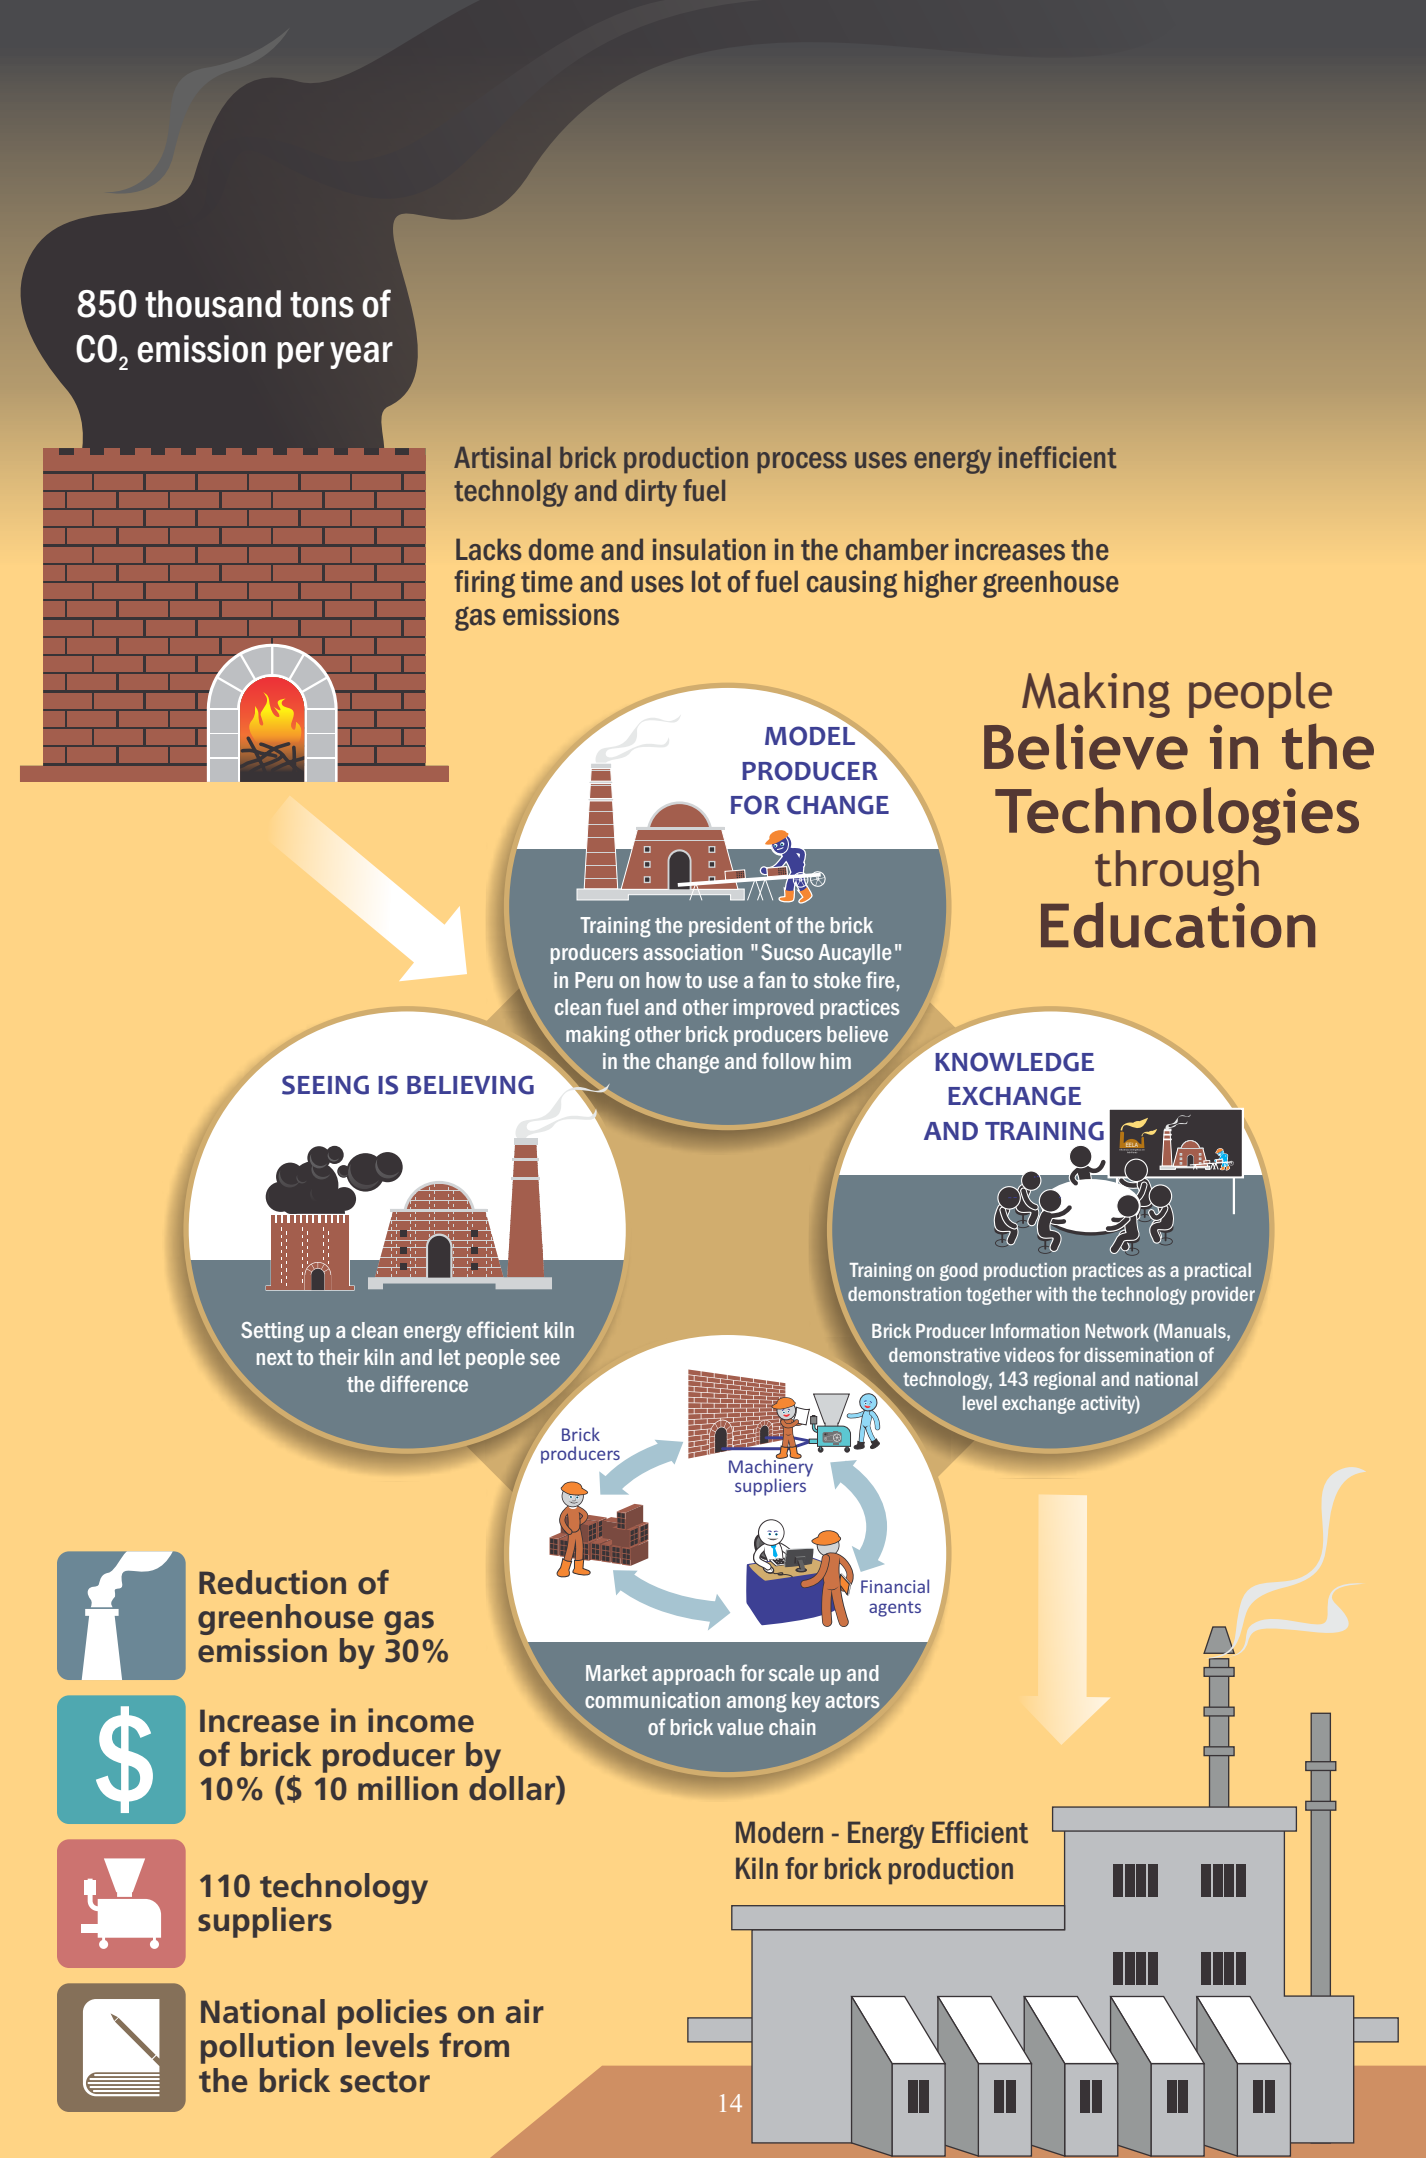 850 thousand tons of
CO₂ emission per year
Artisinal brick production process uses energy inefficient
technolgy and dirty fuel
Lacks dome and insulation in the chamber increases the
firing time and uses lot of fuel causing higher greenhouse
gas emissions
Making people
Believe in the
Technologies
through
Education
MODEL
PRODUCER
FOR CHANGE
Training the president of the brick
producers association "Sucso Aucaylle"
in Peru on how to use a fan to stoke fire,
clean fuel and other improved practices
making other brick producers believe
in the change and follow him
SEEING IS BELIEVING
Setting up a clean energy efficient kiln
next to their kiln and let people see
the difference
KNOWLEDGE
EXCHANGE
AND TRAINING
EELA
Training on good production practices as a practical
demonstration together with the technology provider
Brick Producer Information Network (Manuals,
demonstrative videos for dissemination of
technology, 143 regional and national
level exchange activity)
Brick
producers
Machinery
suppliers
Financial
agents
Market approach for scale up and
communication among key actors
of brick value chain
Reduction of
greenhouse gas
emission by 30%
Increase in income
of brick producer by
10% ($ 10 million dollar)
110 technology
suppliers
National policies on air
pollution levels from
the brick sector
Modern - Energy Efficient
Kiln for brick production
14